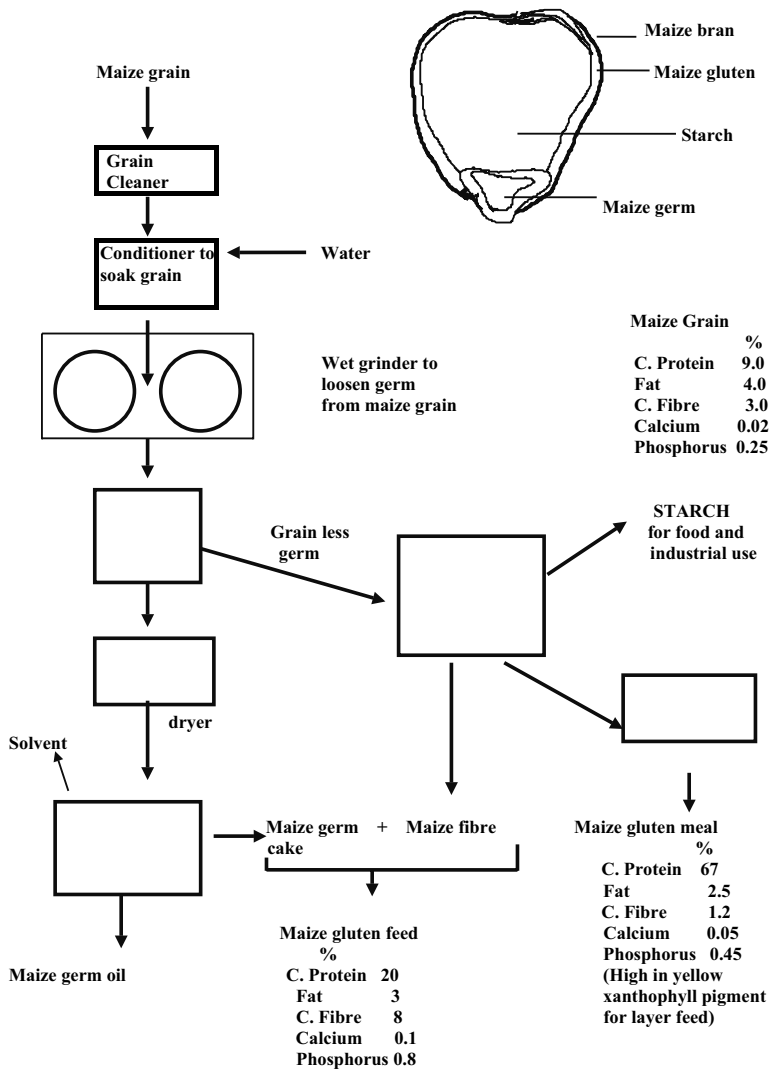 Maize bran
Maize gluten
Starch
Maize germ
Maize grain
Grain
Cleaner
Conditioner to
soak grain
Water
Wet grinder to
loosen germ
from maize grain
Maize Grain
%
C. Protein 9.0
Fat 4.0
C. Fibre 3.0
Calcium 0.02
Phosphorus 0.25
Grain less
germ
STARCH
for food and
industrial use
dryer
Solvent
Maize germ + Maize fibre
cake
Maize germ oil
Maize gluten feed
%
C. Protein 20
Fat 3
C. Fibre 8
Calcium 0.1
Phosphorus 0.8
Maize gluten meal
%
C. Protein 67
Fat 2.5
C. Fibre 1.2
Calcium 0.05
Phosphorus 0.45
(High in yellow
xanthophyll pigment
for layer feed)